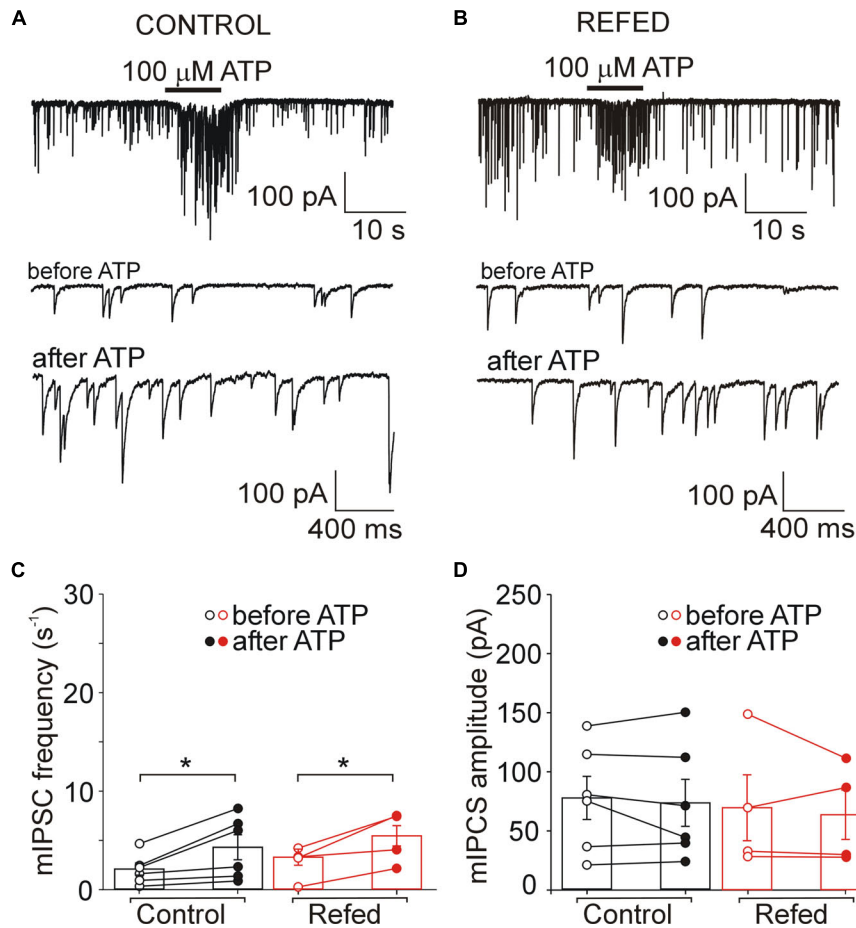 A
CONTROL
100 μM ATP
100 pA
10 s
before ATP
after ATP
100 pA
400 ms
B
REFED
100 μM ATP
100 pA
10 s
before ATP
after ATP
100 pA
400 ms
C
mIPSC frequency (s⁻¹)
30
20
10
0
before ATP
after ATP
*
*
Control
Refed
D
mIPCS amplitude (pA)
250
200
150
100
50
0
before ATP
after ATP
Control
Refed